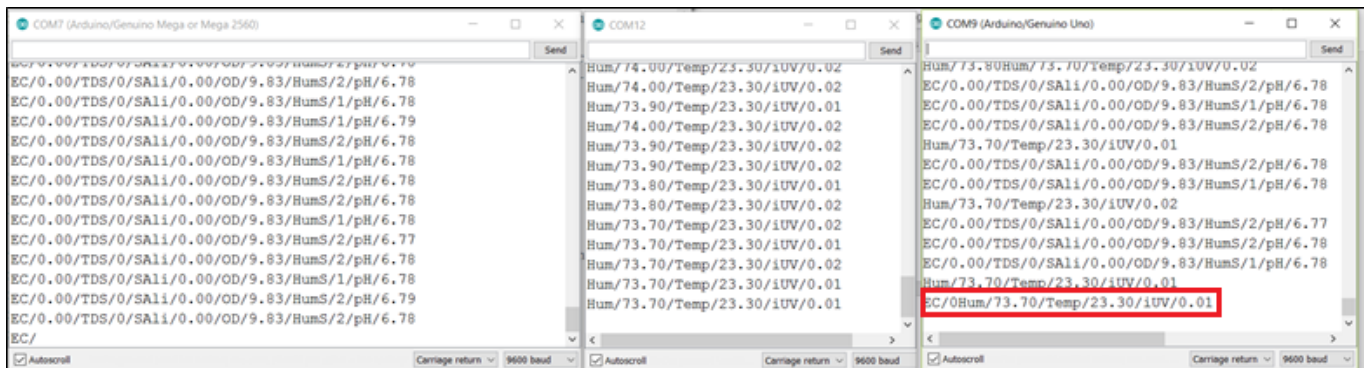 COM7 (Arduino/Genuino Mega or Mega 2560)
Send
EC/0.00/TDS/0/SAli/0.00/OD/9.83/HumS/2/pH/6.78
EC/0.00/TDS/0/SAli/0.00/OD/9.83/HumS/2/pH/6.78
EC/0.00/TDS/0/SAli/0.00/OD/9.83/HumS/1/pH/6.79
EC/0.00/TDS/0/SAli/0.00/OD/9.83/HumS/2/pH/6.78
EC/0.00/TDS/0/SAli/0.00/OD/9.83/HumS/1/pH/6.78
EC/0.00/TDS/0/SAli/0.00/OD/9.83/HumS/2/pH/6.78
EC/0.00/TDS/0/SAli/0.00/OD/9.83/HumS/2/pH/6.78
EC/0.00/TDS/0/SAli/0.00/OD/9.83/HumS/1/pH/6.78
EC/0.00/TDS/0/SAli/0.00/OD/9.83/HumS/2/pH/6.77
EC/0.00/TDS/0/SAli/0.00/OD/9.83/HumS/2/pH/6.78
EC/0.00/TDS/0/SAli/0.00/OD/9.83/HumS/1/pH/6.78
EC/0.00/TDS/0/SAli/0.00/OD/9.83/HumS/2/pH/6.79
EC/0.00/TDS/0/SAli/0.00/OD/9.83/HumS/2/pH/6.78
EC/
Autoscroll
Carriage return
9600 baud
COM12
Send
Hum/74.00/Temp/23.30/iUV/0.02
Hum/74.00/Temp/23.30/iUV/0.02
Hum/73.90/Temp/23.30/iUV/0.01
Hum/74.00/Temp/23.30/iUV/0.02
Hum/73.90/Temp/23.30/iUV/0.02
Hum/73.90/Temp/23.30/iUV/0.02
Hum/73.80/Temp/23.30/iUV/0.01
Hum/73.80/Temp/23.30/iUV/0.02
Hum/73.70/Temp/23.30/iUV/0.02
Hum/73.70/Temp/23.30/iUV/0.01
Hum/73.70/Temp/23.30/iUV/0.02
Hum/73.70/Temp/23.30/iUV/0.01
Hum/73.70/Temp/23.30/iUV/0.01
Autoscroll
Carriage return
9600 baud
COM9 (Arduino/Genuino Uno)
Send
Hum/73.80Hum/73.70/Temp/23.30/iUV/0.02
EC/0.00/TDS/0/SAli/0.00/OD/9.83/HumS/2/pH/6.78
EC/0.00/TDS/0/SAli/0.00/OD/9.83/HumS/1/pH/6.78
EC/0.00/TDS/0/SAli/0.00/OD/9.83/HumS/2/pH/6.78
Hum/73.70/Temp/23.30/iUV/0.01
EC/0.00/TDS/0/SAli/0.00/OD/9.83/HumS/2/pH/6.78
EC/0.00/TDS/0/SAli/0.00/OD/9.83/HumS/1/pH/6.78
Hum/73.70/Temp/23.30/iUV/0.02
EC/0.00/TDS/0/SAli/0.00/OD/9.83/HumS/2/pH/6.77
EC/0.00/TDS/0/SAli/0.00/OD/9.83/HumS/2/pH/6.78
EC/0.00/TDS/0/SAli/0.00/OD/9.83/HumS/1/pH/6.78
Hum/73.70/Temp/23.30/iUV/0.01
EC/0Hum/73.70/Temp/23.30/iUV/0.01
Autoscroll
Carriage return
9600 baud